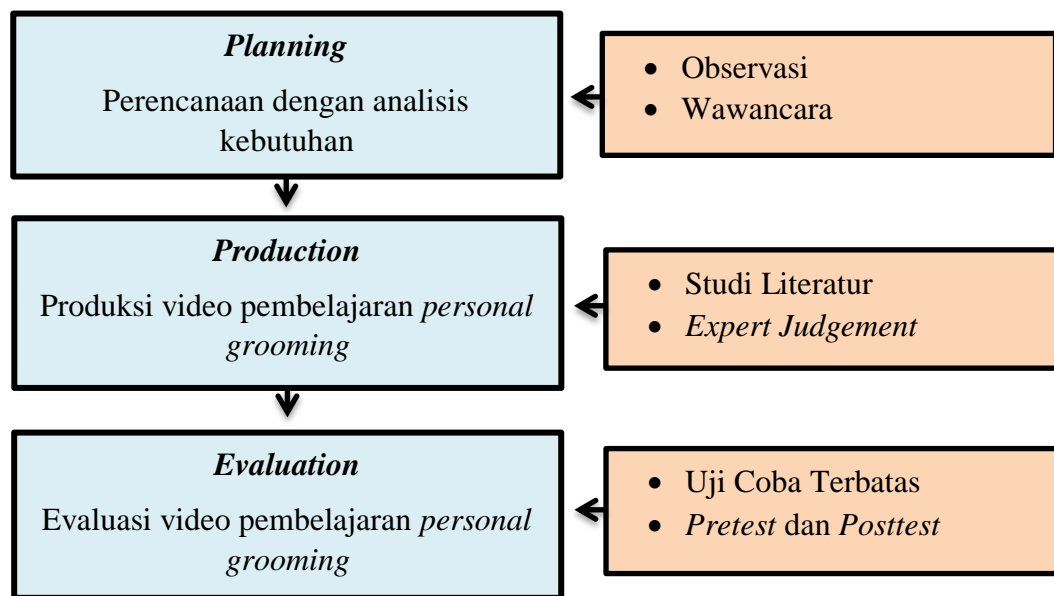 Planning
Perencanaan dengan analisis
kebutuhan
• Observasi
• Wawancara
Production
Produksi video pembelajaran personal
grooming
• Studi Literatur
• Expert Judgement
Evaluation
Evaluasi video pembelajaran personal
grooming
• Uji Coba Terbatas
• Pretest dan Posttest